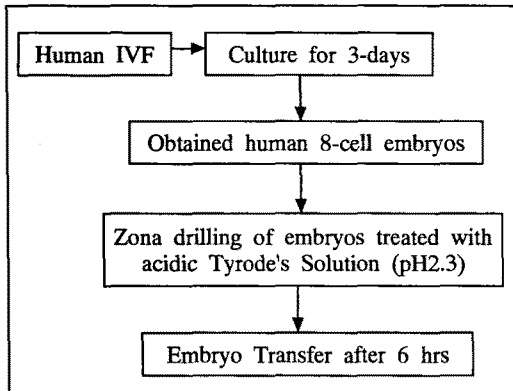 Human IVF
Culture for 3-days
Obtained human 8-cell embryos
Zona drilling of embryos treated with
acidic Tyrode's Solution (pH2.3)
Embryo Transfer after 6 hrs